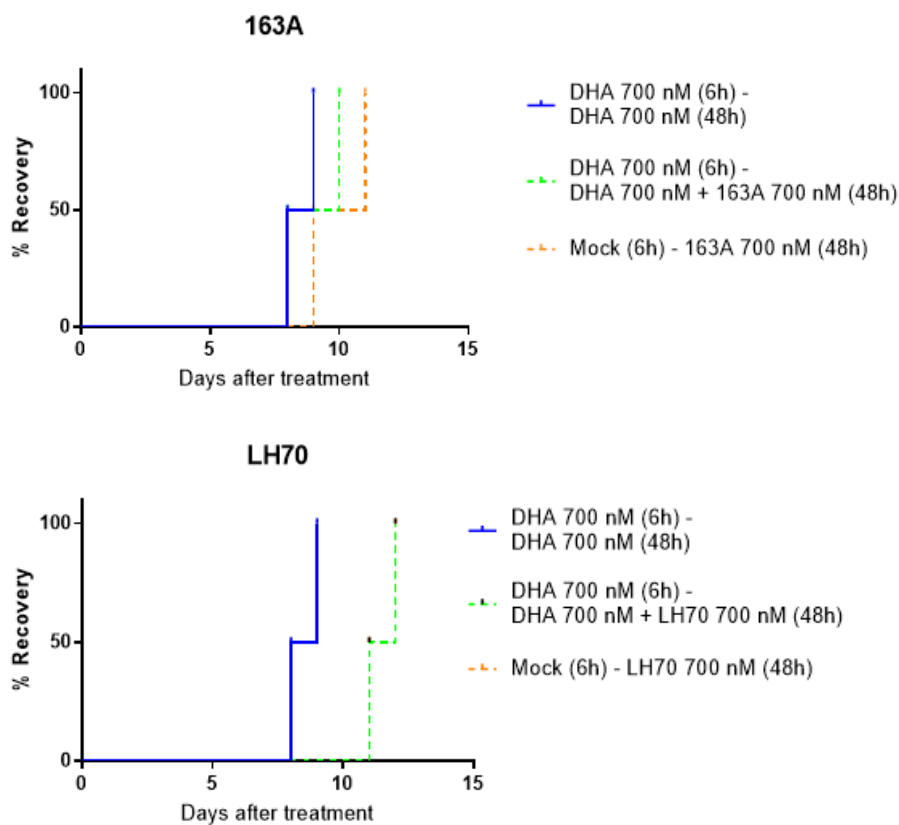 163A
100
50
0
% Recovery
0 5 10 15
Days after treatment
DHA 700 nM (6h) -
DHA 700 nM (48h)
DHA 700 nM (6h) -
DHA 700 nM + 163A 700 nM (48h)
Mock (6h) - 163A 700 nM (48h)
LH70
100
50
0
% Recovery
0 5 10 15
Days after treatment
DHA 700 nM (6h) -
DHA 700 nM (48h)
DHA 700 nM (6h) -
DHA 700 nM + LH70 700 nM (48h)
Mock (6h) - LH70 700 nM (48h)